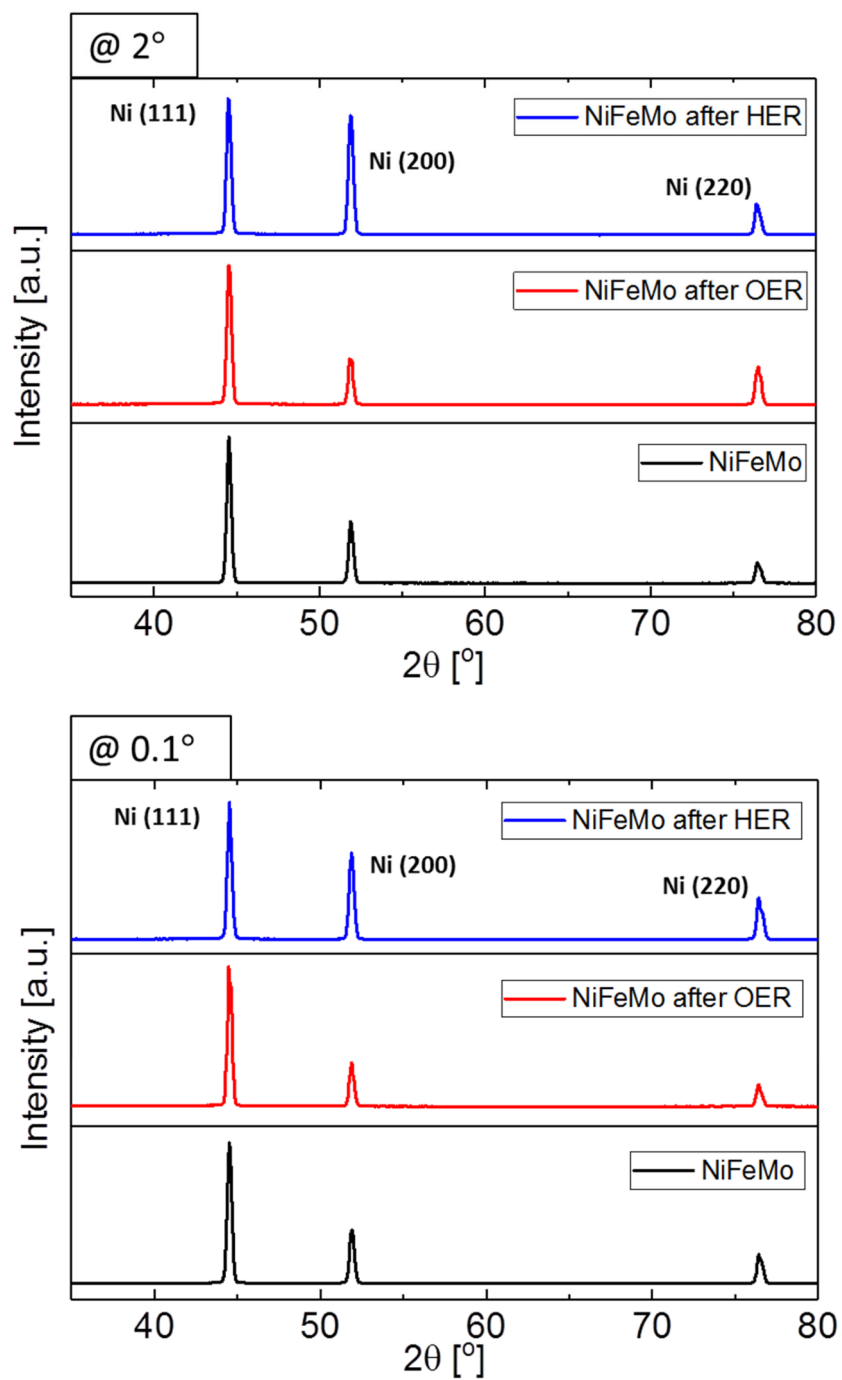 @ 2°
Ni (111)
NiFeMo after HER
Ni (200)
Ni (220)
NiFeMo after OER
NiFeMo
Intensity [a.u.]
40 50 60 70 80
2θ [°]
@ 0.1°
Ni (111)
NiFeMo after HER
Ni (200)
Ni (220)
NiFeMo after OER
NiFeMo
Intensity [a.u.]
40 50 60 70 80
2θ [°]